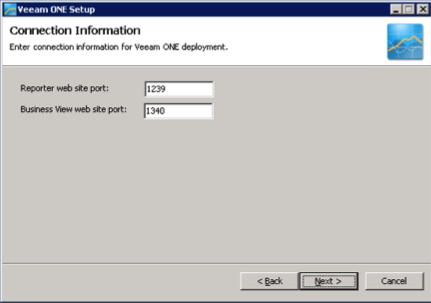 Veeam ONE Setup
Connection Information
Enter connection information for Veeam ONE deployment.
Reporter web site port: 1239
Business View web site port: 1340
< Back Next > Cancel